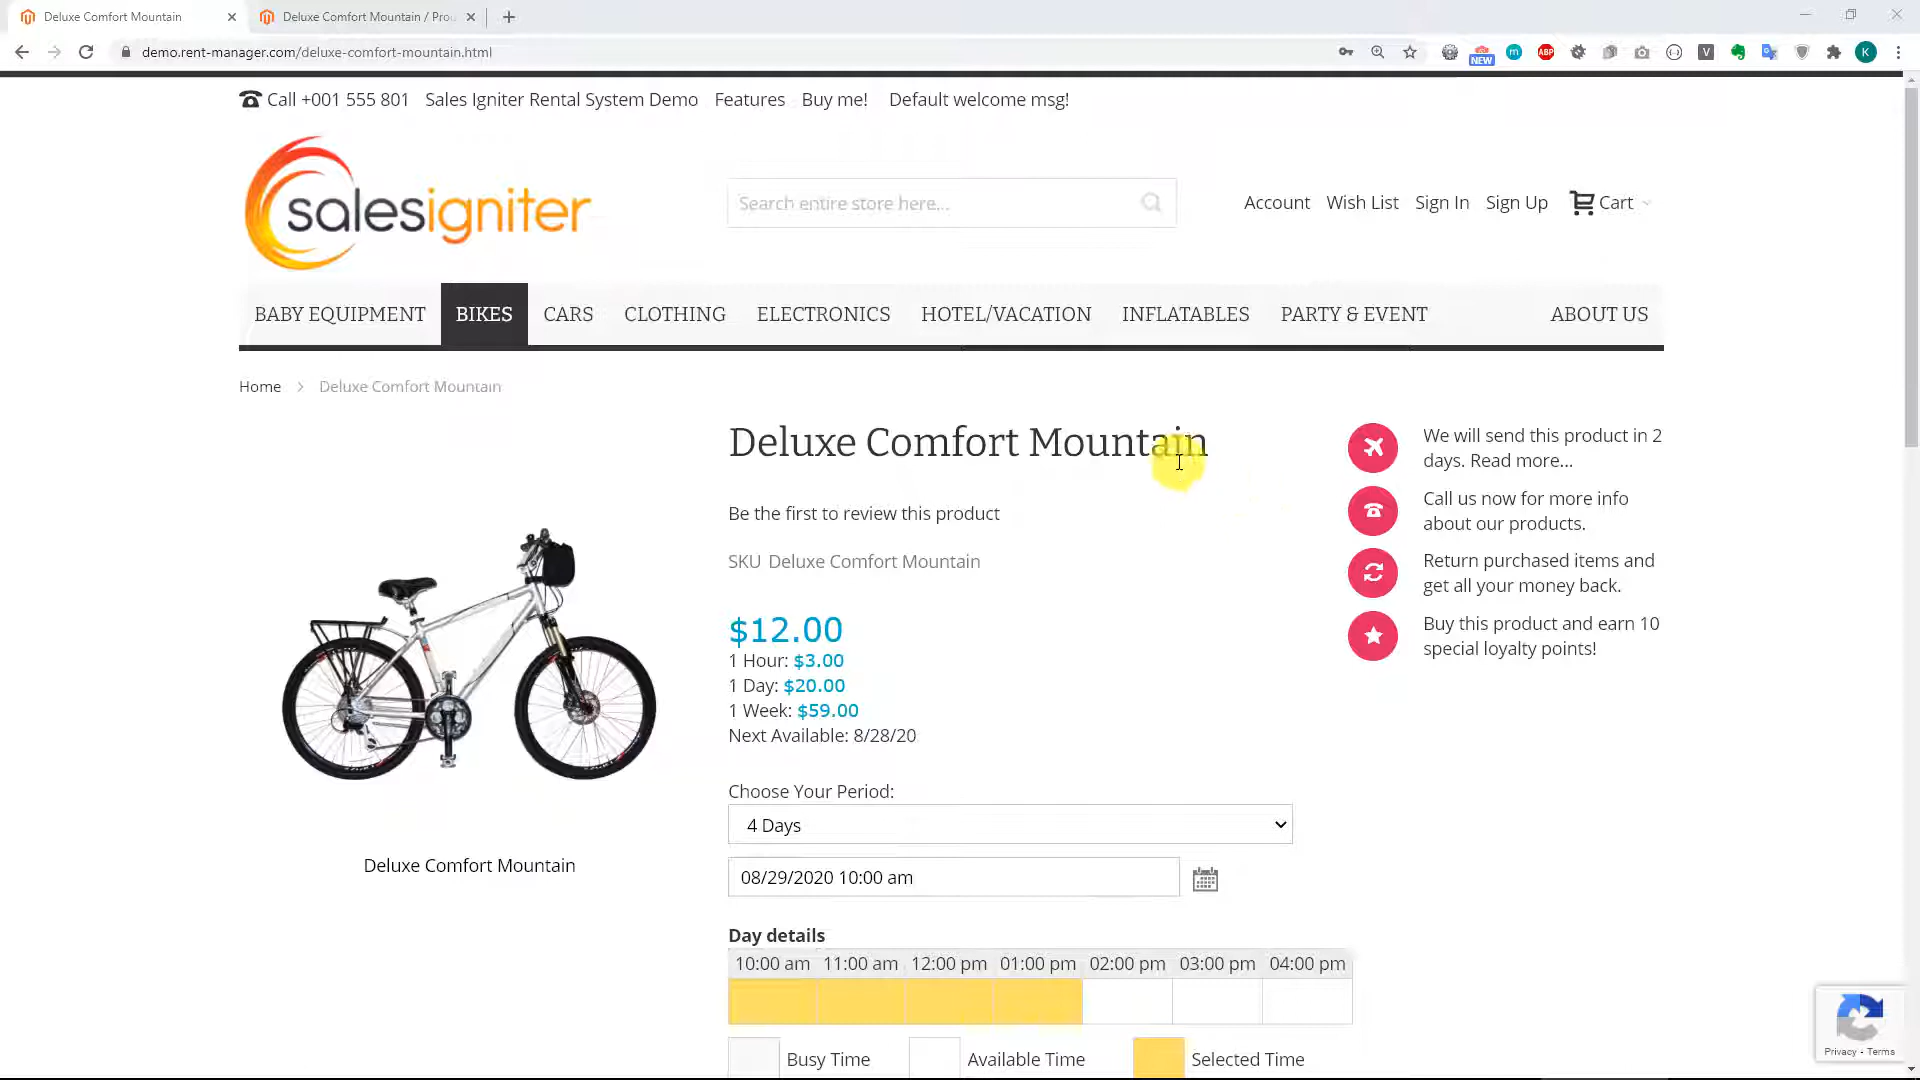 Deluxe Comfort Mountain
Deluxe Comfort Mountain / Pro
demo.rent-manager.com/deluxe-comfort-mountain.html
NEW
m
ABP
V
K
Call +001 555 801 Sales Igniter Rental System Demo Features Buy me! Default welcome msg!
salesigniter
Search entire store here...
Account Wish List Sign In Sign Up Cart
BABY EQUIPMENT BIKES CARS CLOTHING ELECTRONICS HOTEL/VACATION INFLATABLES PARTY & EVENT ABOUT US
Home > Deluxe Comfort Mountain
Deluxe Comfort Mountain
Be the first to review this product
SKU Deluxe Comfort Mountain
$12.00
1 Hour: $3.00
1 Day: $20.00
1 Week: $59.00
Next Available: 8/28/20
Choose Your Period:
4 Days
08/29/2020 10:00 am
Day details
10:00 am 11:00 am 12:00 pm 01:00 pm 02:00 pm 03:00 pm 04:00 pm
Busy Time Available Time Selected Time
Deluxe Comfort Mountain
We will send this product in 2
days. Read more...
Call us now for more info
about our products.
Return purchased items and
get all your money back.
Buy this product and earn 10
special loyalty points!
Privacy - Terms